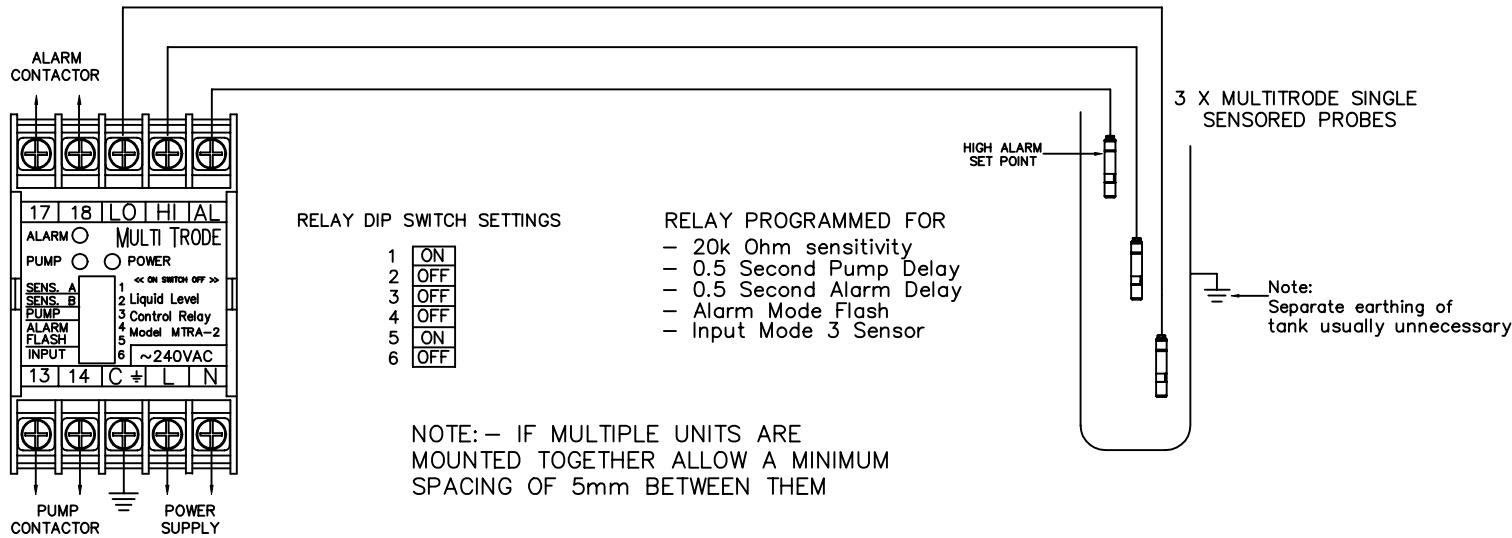 ALARM
CONTACTOR
17 18 LO HI AL
ALARM
MULTI TRODE
PUMP
POWER
<< ON SWITCH OFF >>
SENS. A
SENS. B
PUMP
ALARM
FLASH
INPUT
1
2 Liquid Level
3 Control Relay
4 Model MTRA-2
5
6
~240VAC
13 14 C L N
PUMP
CONTACTOR
POWER
SUPPLY
RELAY DIP SWITCH SETTINGS
1 ON
2 OFF
3 OFF
4 OFF
5 ON
6 OFF
RELAY PROGRAMMED FOR
- 20k Ohm sensitivity
- 0.5 Second Pump Delay
- 0.5 Second Alarm Delay
- Alarm Mode Flash
- Input Mode 3 Sensor
NOTE:- IF MULTIPLE UNITS ARE
MOUNTED TOGETHER ALLOW A MINIMUM
SPACING OF 5mm BETWEEN THEM
HIGH ALARM
SET POINT
3 X MULTITRODE SINGLE
SENSORED PROBES
Note:
Separate earthing of
tank usually unnecessary